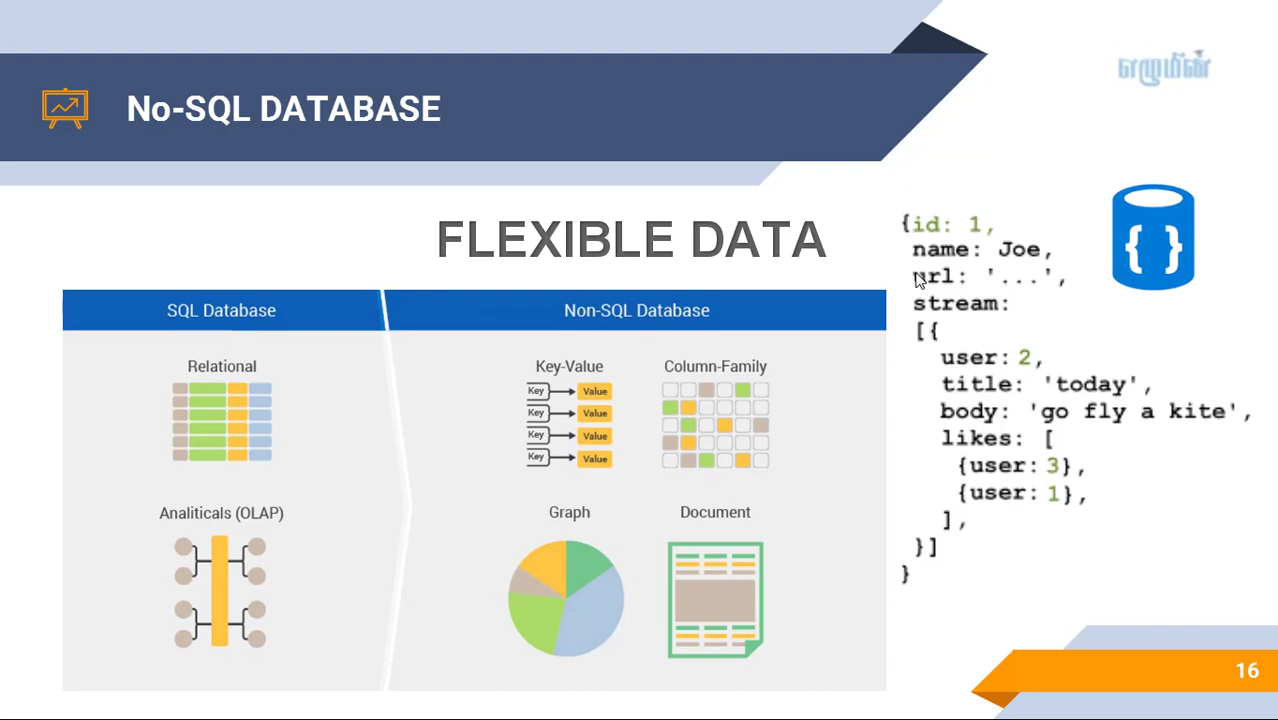 எழுமின்
No-SQL DATABASE
FLEXIBLE DATA
SQL Database
Non-SQL Database
Relational
Key-Value
Column-Family
Key Value
Key Value
Key Value
Key Value
Analiticals (OLAP)
Graph
Document
{ }
{id: 1,
name: Joe,
url: '...',
stream:
[{
user: 2,
title: 'today',
body: 'go fly a kite',
likes: [
{user: 3},
{user: 1},
],
}]
}
16